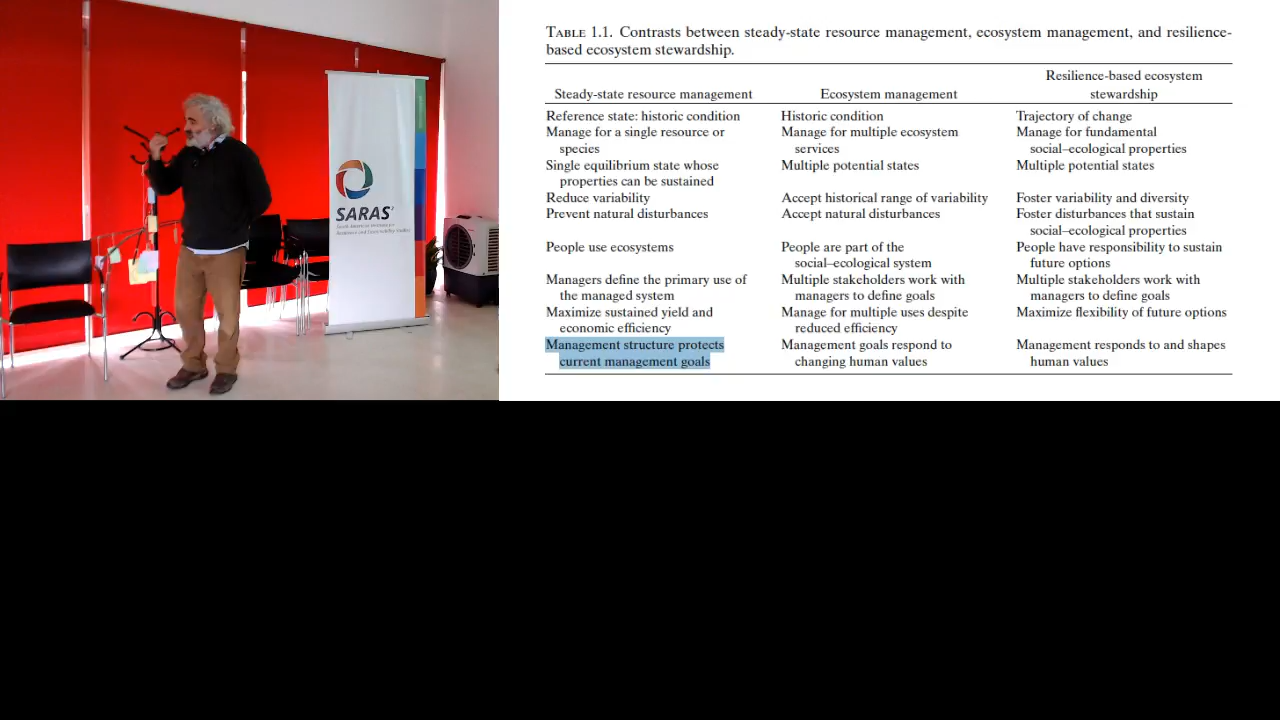 SARAS²
South American Institute for
Resilience and Sustainability Studies
TABLE 1.1. Contrasts between steady-state resource management, ecosystem management, and resilience-
based ecosystem stewardship.
Steady-state resource management
Ecosystem management
Resilience-based ecosystem
stewardship
Reference state: historic condition
Historic condition
Trajectory of change
Manage for a single resource or
species
Manage for multiple ecosystem
services
Manage for fundamental
social–ecological properties
Single equilibrium state whose
properties can be sustained
Multiple potential states
Multiple potential states
Reduce variability
Accept historical range of variability
Foster variability and diversity
Prevent natural disturbances
Accept natural disturbances
Foster disturbances that sustain
social–ecological properties
People use ecosystems
People are part of the
social–ecological system
People have responsibility to sustain
future options
Managers define the primary use of
the managed system
Multiple stakeholders work with
managers to define goals
Multiple stakeholders work with
managers to define goals
Maximize sustained yield and
economic efficiency
Manage for multiple uses despite
reduced efficiency
Maximize flexibility of future options
Management structure protects
current management goals
Management goals respond to
changing human values
Management responds to and shapes
human values